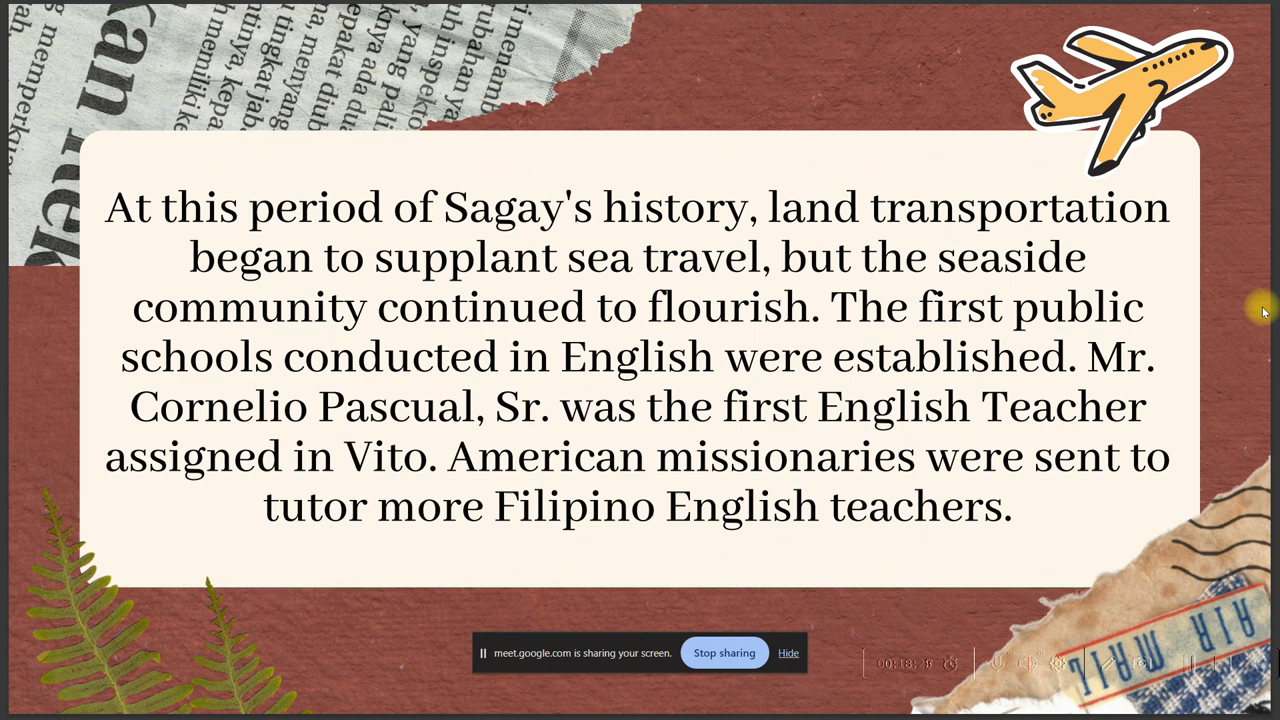 At this period of Sagay's history, land transportation
began to supplant sea travel, but the seaside
community continued to flourish. The first public
schools conducted in English were established. Mr.
Cornelio Pascual, Sr. was the first English Teacher
assigned in Vito. American missionaries were sent to
tutor more Filipino English teachers.
meet.google.com is sharing your screen. Stop sharing Hide
00:18:28
AIR MAIL